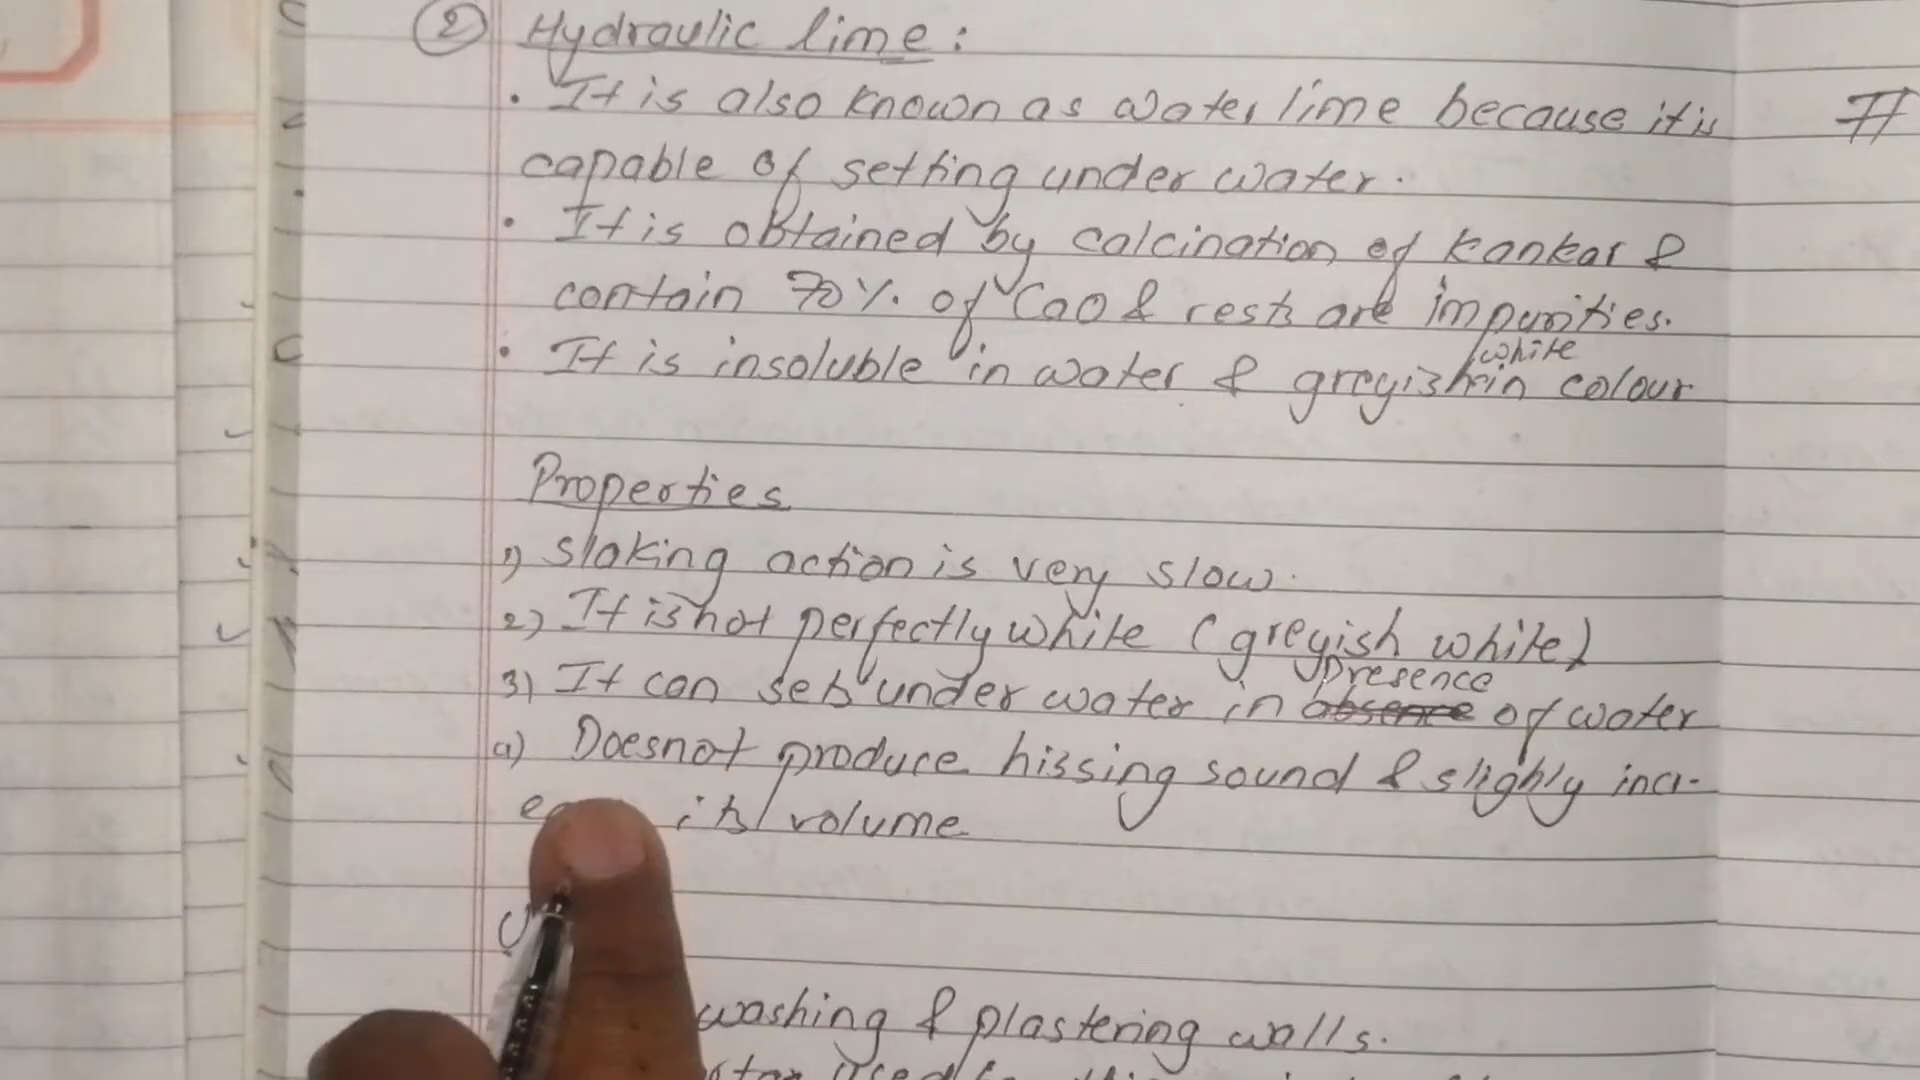 ② Hydraulic lime:
. It is also known as water lime because it is #
capable of setting under water.
. It is obtained by calcination of kankar &
contain 70%. of CaO & rests are impurities.
white
. It is insoluble in water & greyish in colour
Properties
1) slaking action is very slow.
2) It is not perfectly white (greyish white)
presence
3) It can sets under water in absence of water
a) Doesnot produce hissing sound & slighly incr-
its volume
washing & plastering walls.